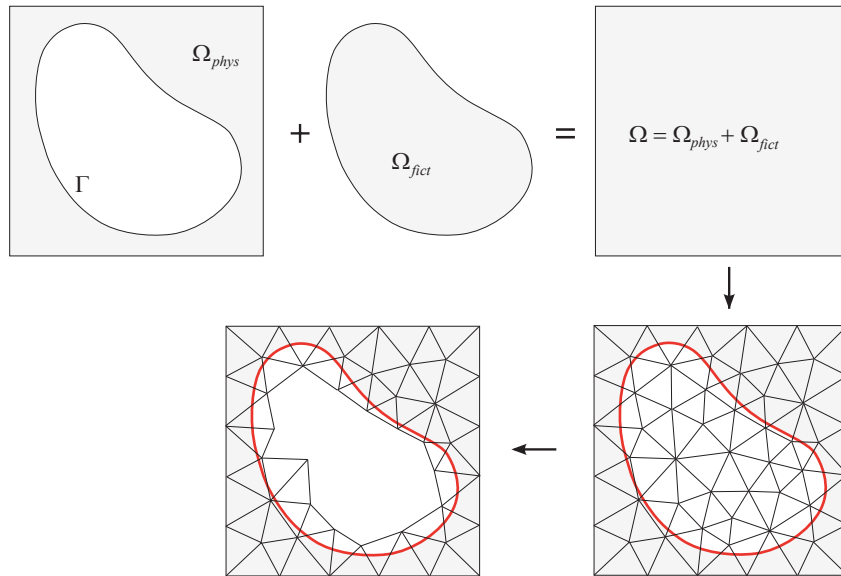 Ω_phys
Γ
+
Ω_fict
=
Ω = Ω_phys + Ω_fict